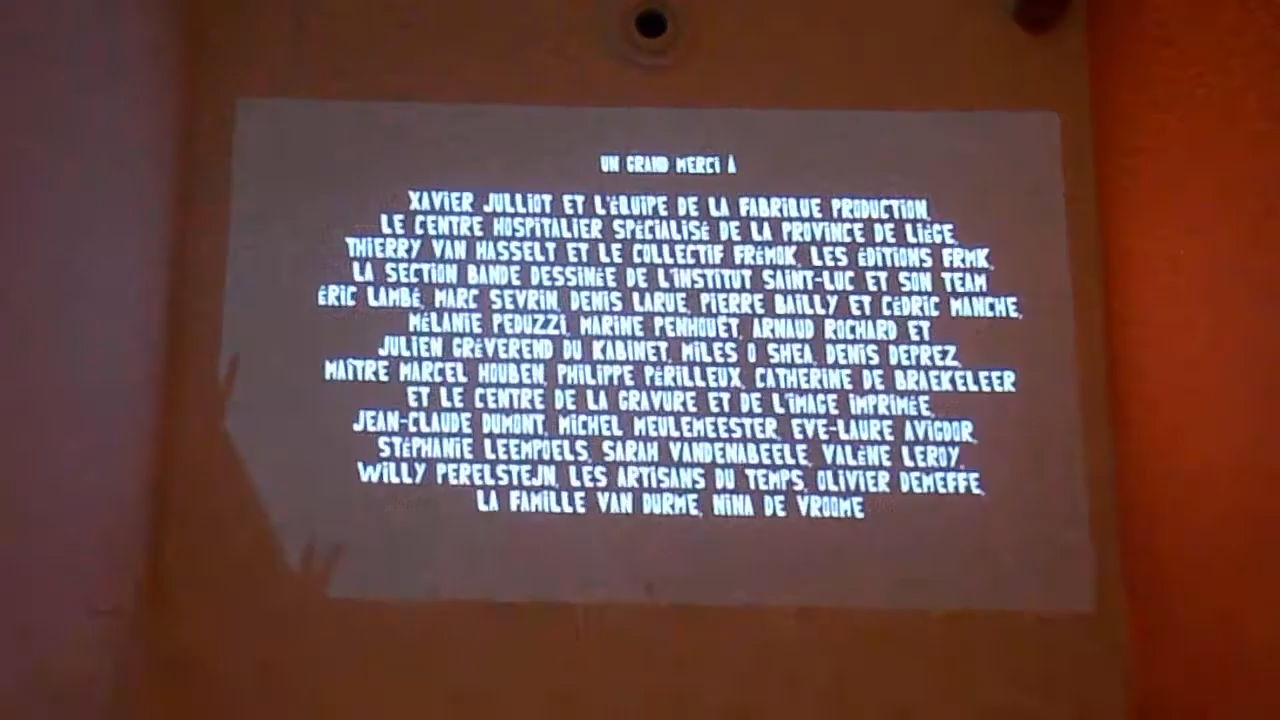 UN GRAND MERCI À
XAVIER JULLIOT ET L'ÉQUIPE DE LA FABRIQUE PRODUCTION,
LE CENTRE HOSPITALIER SPÉCIALISÉ DE LA PROVINCE DE LIÈGE,
THIERRY VAN HASSELT ET LE COLLECTIF FRÉMOK, LES ÉDITIONS FRMK,
LA SECTION BANDE DESSINÉE DE L'INSTITUT SAINT-LUC ET SON TEAM
ÉRIC LAMBÉ, MARC SEVRIN, DENIS LARUE, PIERRE BAILLY ET CÉDRIC MANCHE,
MÉLANIE PEDUZZI, MARINE PENHOUËT, ARNAUD ROCHARD ET
JULIEN GRÉVEREND DU KABINET, MILES O SHEA, DENIS DEPREZ,
MAÎTRE MARCEL HOUBEN, PHILIPPE PÉRILLEUX, CATHERINE DE BRAEKELEER
ET LE CENTRE DE LA GRAVURE ET DE L'IMAGE IMPRIMÉE,
JEAN-CLAUDE DUMONT, MICHEL MEULEMEESTER, EVE-LAURE AVIGDOR,
STÉPHANIE LEEMPOELS, SARAH VANDENABEELE, VALÈNE LEROY,
WILLY PERELSTEJN, LES ARTISANS DU TEMPS, OLIVIER DEMEFFE,
LA FAMILLE VAN DURME, NINA DE VROOME